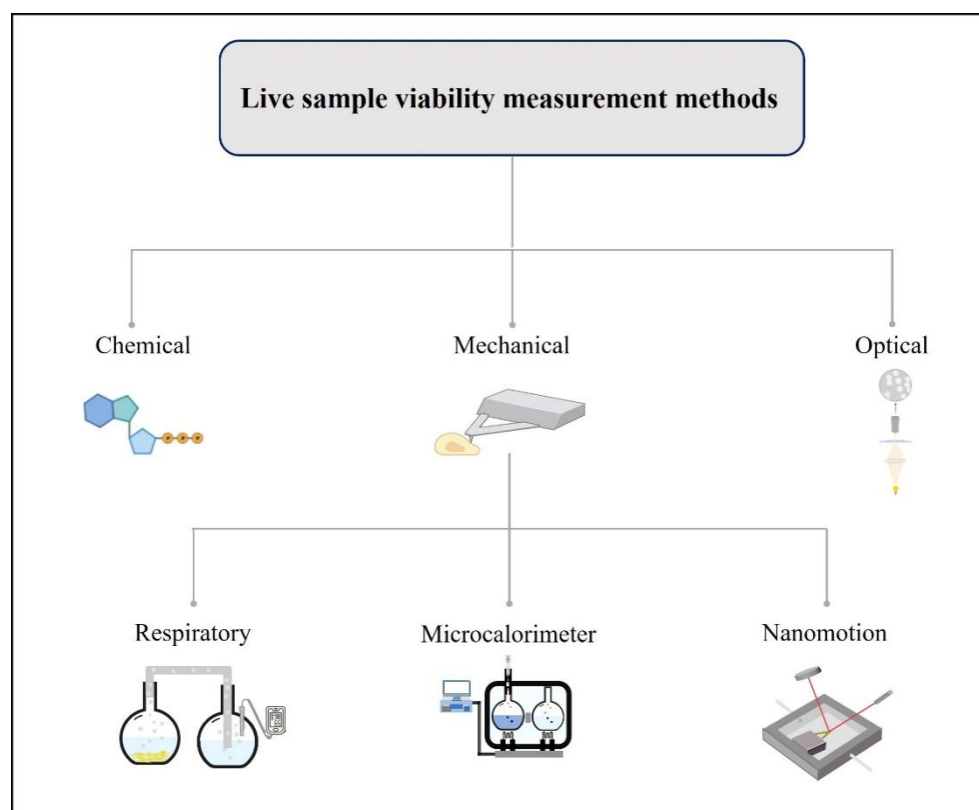 Live sample viability measurement methods
Chemical
Mechanical
Optical
Respiratory
Microcalorimeter
Nanomotion